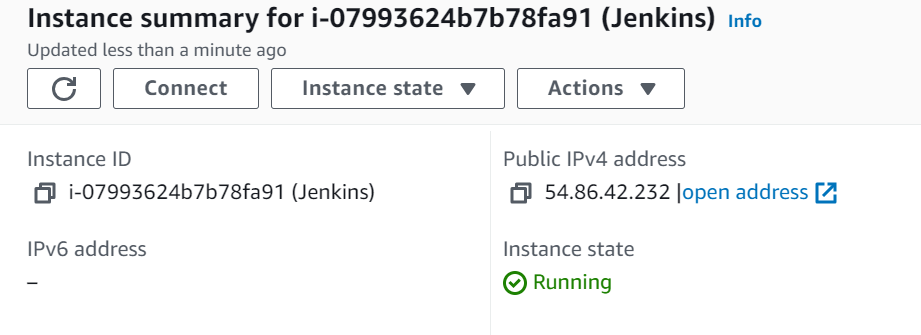 Instance summary for i-07993624b7b78fa91 (Jenkins) Info
Updated less than a minute ago
Connect Instance state Actions
Instance ID
i-07993624b7b78fa91 (Jenkins)
IPv6 address
–
Public IPv4 address
54.86.42.232 |open address
Instance state
Running